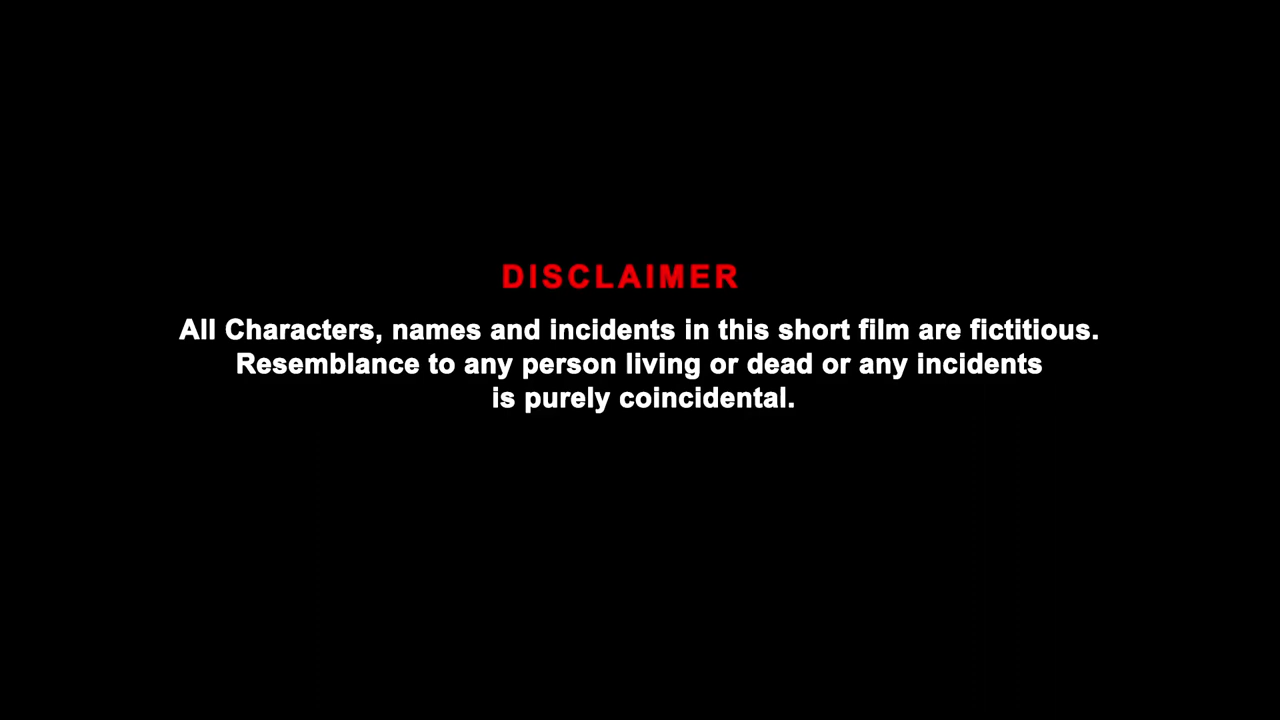 DISCLAIMER
All Characters, names and incidents in this short film are fictitious.
Resemblance to any person living or dead or any incidents
is purely coincidental.